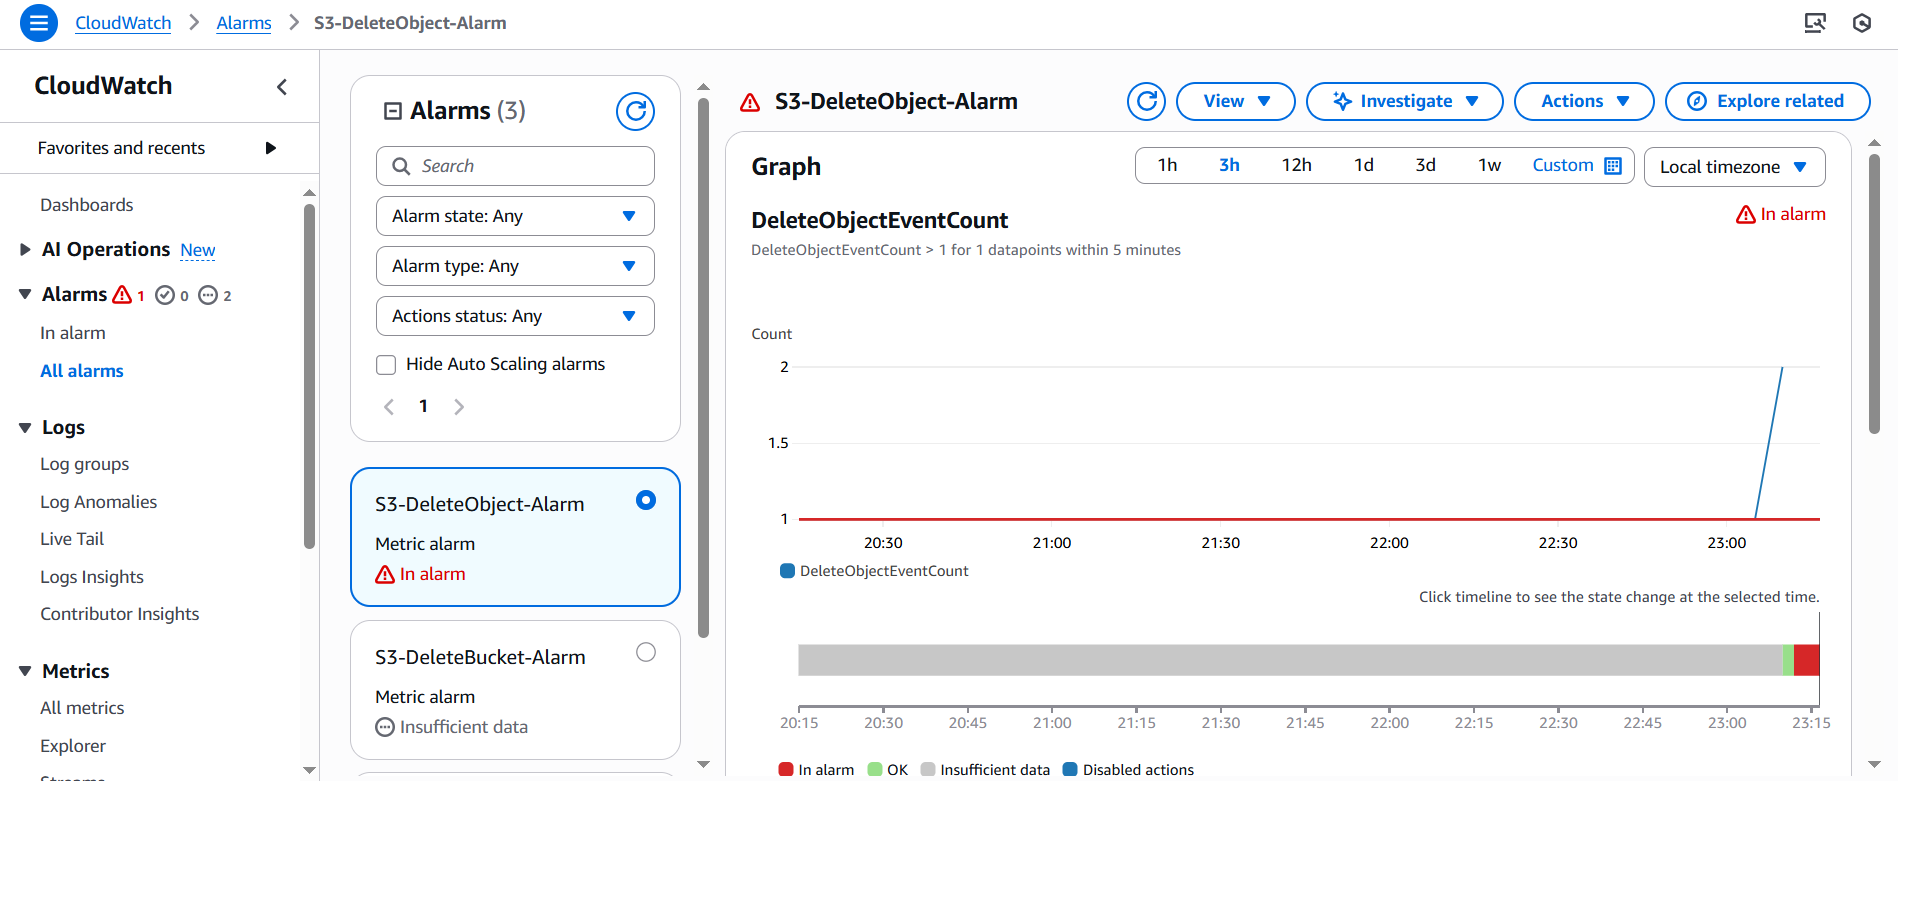 CloudWatch > Alarms > S3-DeleteObject-Alarm
CloudWatch
Favorites and recents
Dashboards
AI Operations New
Alarms 1 0 2
In alarm
All alarms
Logs
Log groups
Log Anomalies
Live Tail
Logs Insights
Contributor Insights
Metrics
All metrics
Explorer
Streams
Alarms (3)
Search
Alarm state: Any
Alarm type: Any
Actions status: Any
Hide Auto Scaling alarms
1
S3-DeleteObject-Alarm
Metric alarm
In alarm
S3-DeleteBucket-Alarm
Metric alarm
Insufficient data
S3-DeleteObject-Alarm
View
Investigate
Actions
Explore related
Graph
1h 3h 12h 1d 3d 1w Custom
Local timezone
DeleteObjectEventCount
In alarm
DeleteObjectEventCount > 1 for 1 datapoints within 5 minutes
Count
2
1.5
1
20:30 21:00 21:30 22:00 22:30 23:00
DeleteObjectEventCount
Click timeline to see the state change at the selected time.
20:15 20:30 20:45 21:00 21:15 21:30 21:45 22:00 22:15 22:30 22:45 23:00 23:15
In alarm OK Insufficient data Disabled actions